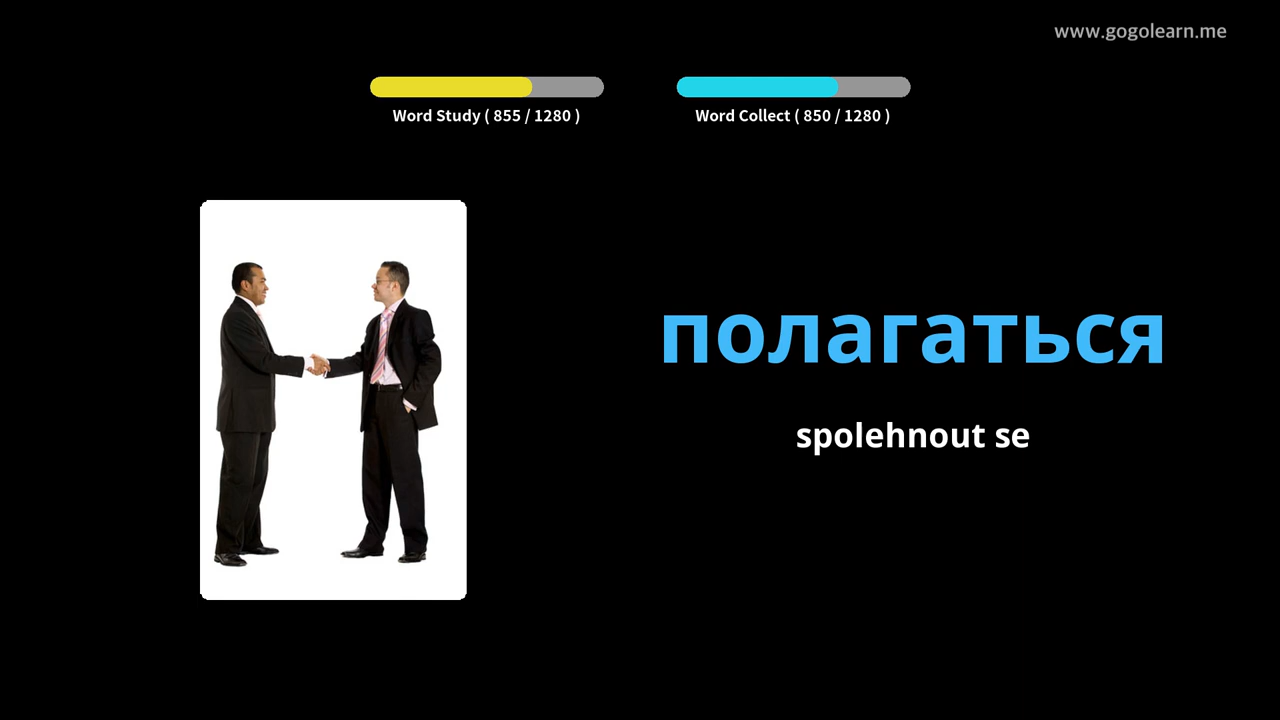 www.gogolearn.me
Word Study ( 855 / 1280 )
Word Collect ( 850 / 1280 )
полагаться
spolehnout se